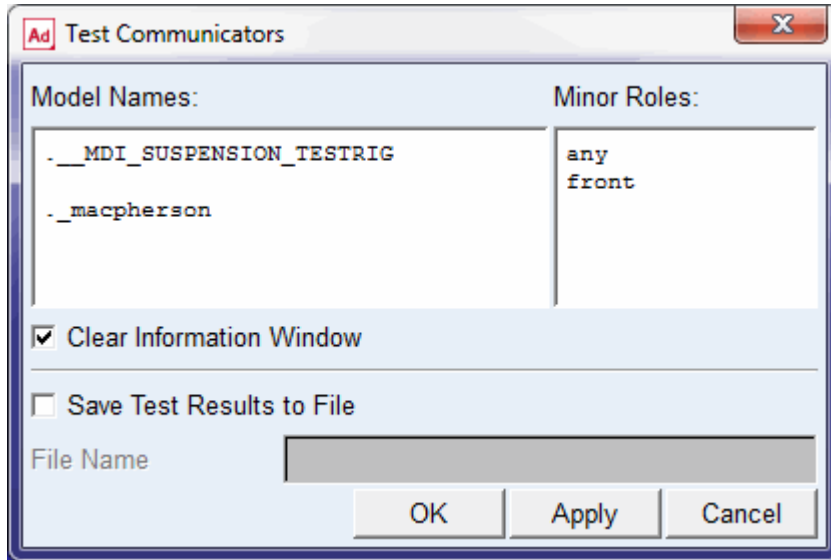 Ad Test Communicators
Model Names: Minor Roles:
.__MDI_SUSPENSION_TESTRIG any
front
._macpherson
Clear Information Window
Save Test Results to File
File Name
OK Apply Cancel